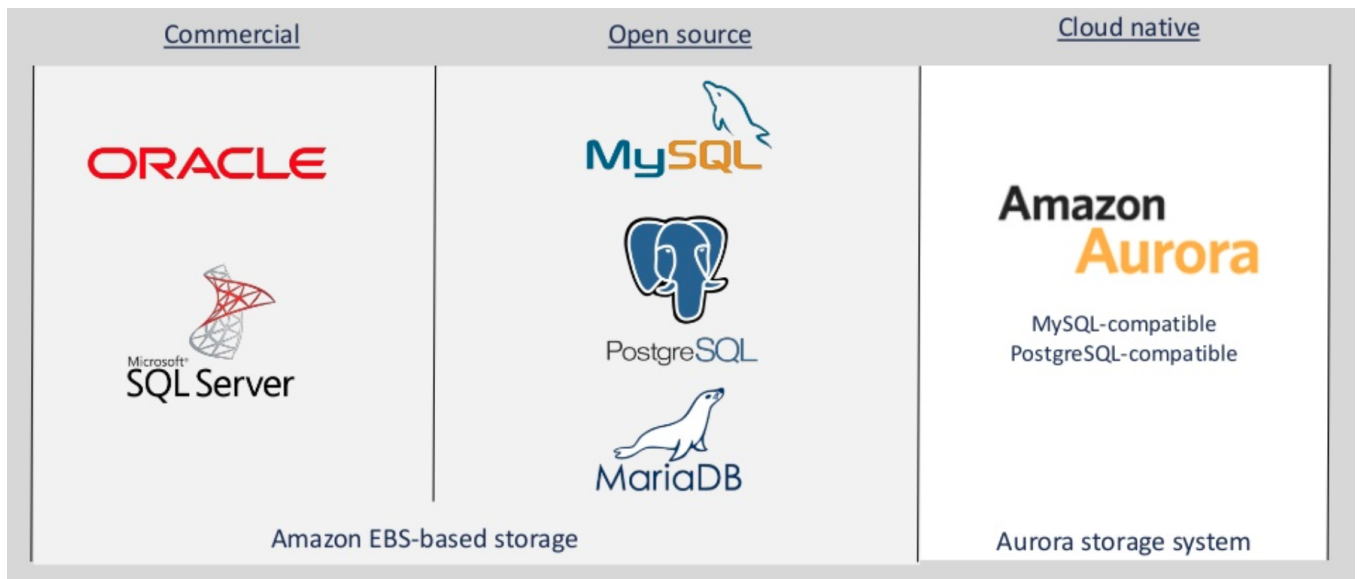 Commercial
Open source
Cloud native
ORACLE
Microsoft®
SQL Server
MySQL
PostgreSQL
MariaDB
Amazon
Aurora
MySQL-compatible
PostgreSQL-compatible
Amazon EBS-based storage
Aurora storage system